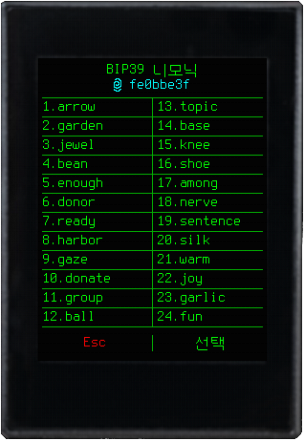 BIP39 니모닉
fe0bbe3f
1.arrow
2.garden
3.jewel
4.bean
5.enough
6.donor
7.ready
8.harbor
9.gaze
10.donate
11.group
12.ball
13.topic
14.base
15.knee
16.shoe
17.among
18.nerve
19.sentence
20.silk
21.warm
22.joy
23.garlic
24.fun
Esc | 선택